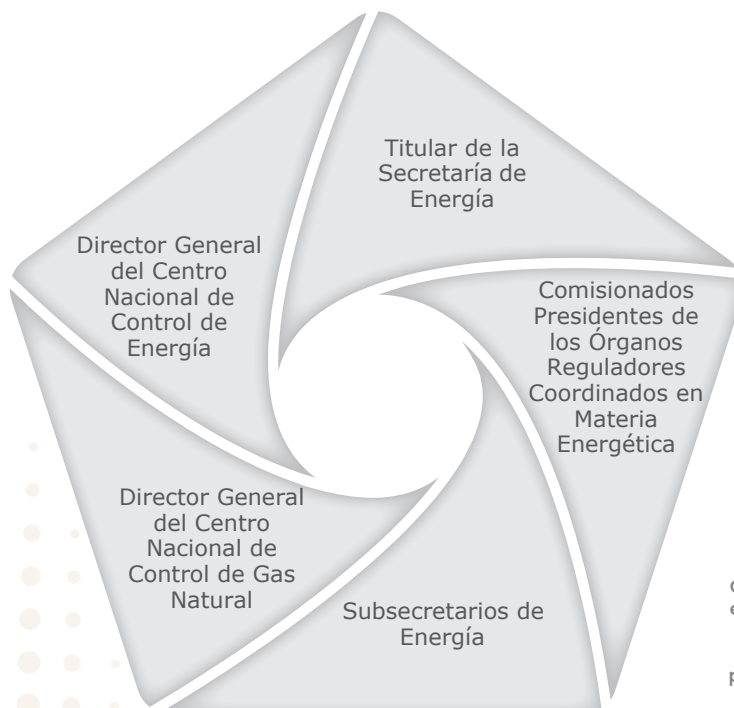 Titular de la
Secretaría de
Energía
Comisionados
Presidentes de
los Órganos
Reguladores
Coordinados en
Materia
Energética
Subsecretarios de
Energía
Director General
del Centro
Nacional de
Control de Gas
Natural
Director General
del Centro
Nacional de
Control de
Energía